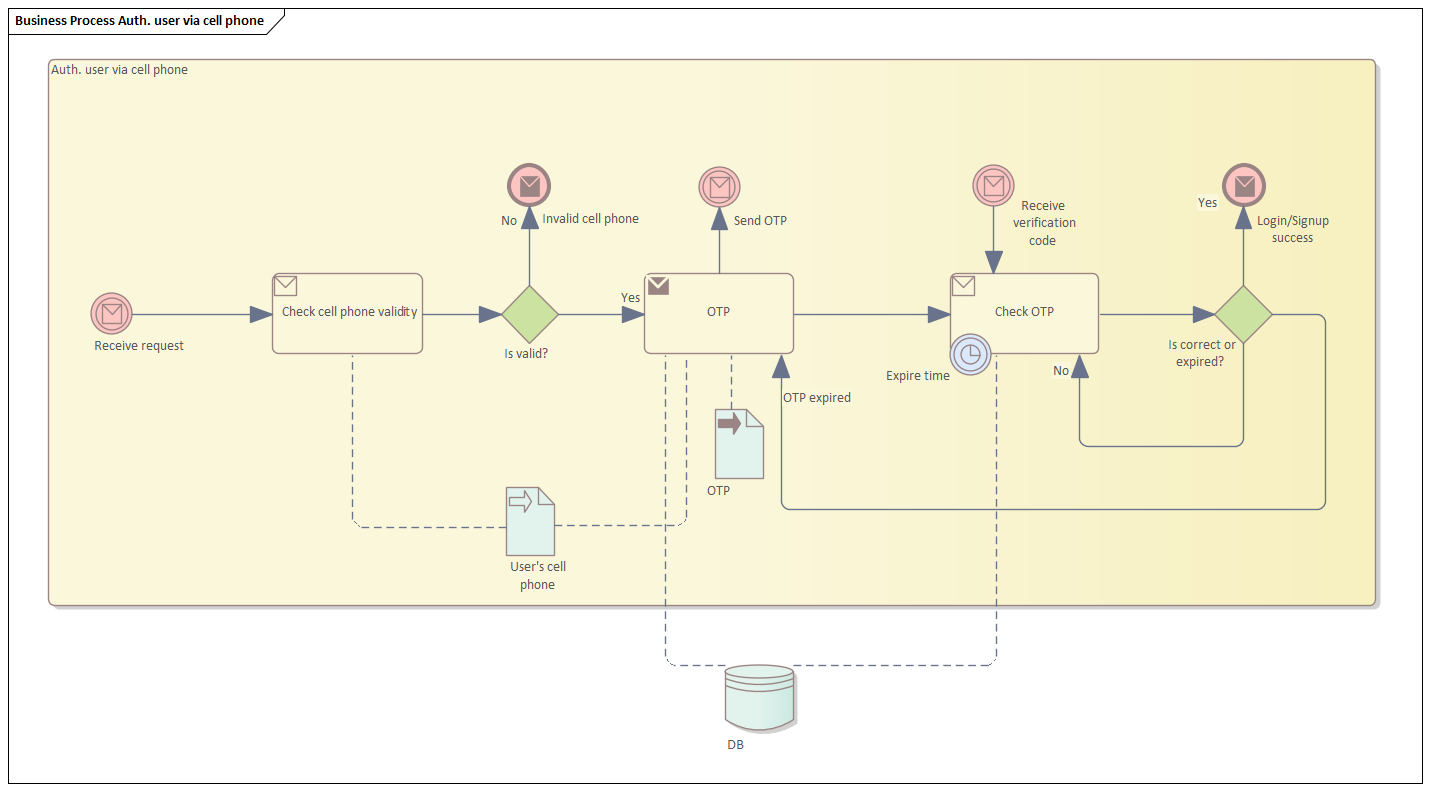 Business Process Auth. user via cell phone
Auth. user via cell phone
No
Invalid cell phone
Send OTP
Receive
verification
code
Yes
Login/Signup
success
Receive request
Check cell phone validity
Is valid?
Yes
OTP
Check OTP
Expire time
Is correct or
expired?
No
OTP expired
OTP
User's cell
phone
DB